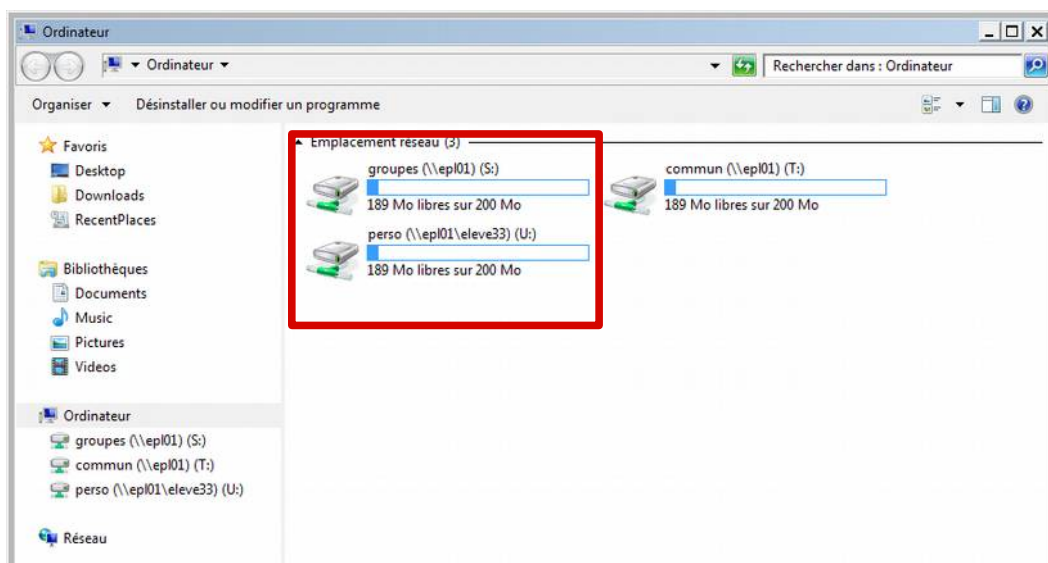 Ordinateur
Ordinateur
Rechercher dans : Ordinateur
Organiser
Désinstaller ou modifier un programme
Favoris
Desktop
Downloads
RecentPlaces
Bibliothèques
Documents
Music
Pictures
Videos
Ordinateur
groupes (\\epl01) (S:)
commun (\\epl01) (T:)
perso (\\epl01\eleve33) (U:)
Réseau
Emplacement réseau (3)
groupes (\\epl01) (S:)
189 Mo libres sur 200 Mo
commun (\\epl01) (T:)
189 Mo libres sur 200 Mo
perso (\\epl01\eleve33) (U:)
189 Mo libres sur 200 Mo